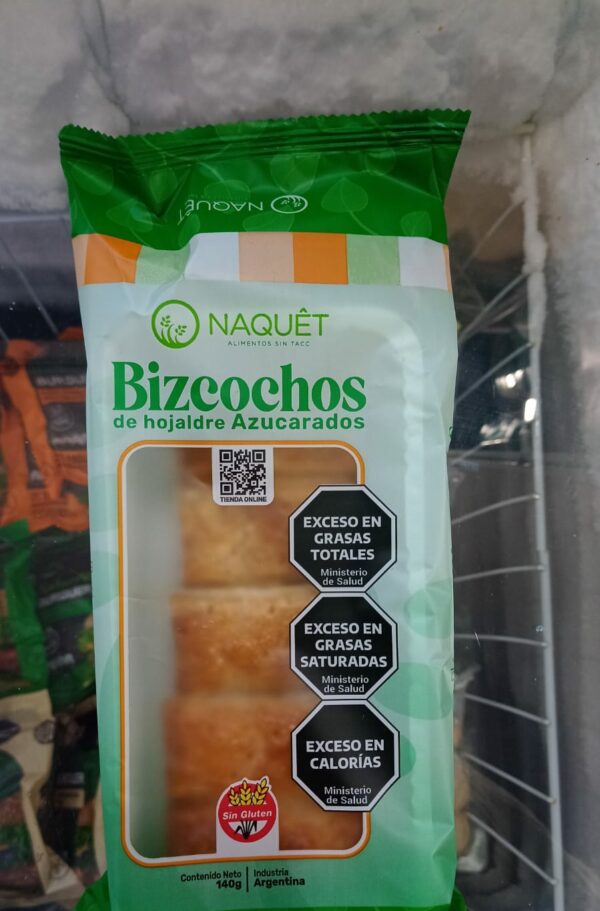 NAQUÊT
NAQUÊT
ALIMENTOS SIN TACC
Bizcochos
de hojaldre Azucarados
TIENDA ONLINE
EXCESO EN
GRASAS
TOTALES
Ministerio
de Salud
EXCESO EN
GRASAS
SATURADAS
Ministerio
de Salud
EXCESO EN
CALORÍAS
Ministerio
de Salud
Sin Gluten
Contenido Neto
140g
Industria
Argentina